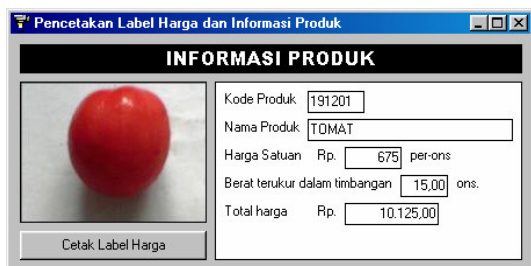 Pencetakan Label Harga dan Informasi Produk
INFORMASI PRODUK
Kode Produk 191201
Nama Produk TOMAT
Harga Satuan Rp. 675 per-ons
Berat terukur dalam timbangan 15,00 ons.
Total harga Rp. 10.125,00
Cetak Label Harga